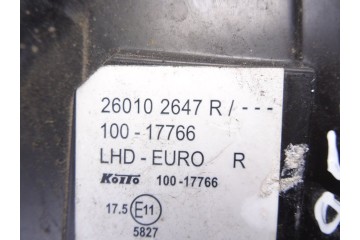 26010 2647 R / - - -
100 - 17766
LHD - EURO R
KOITO 100 -17766
17.5 E11
5827